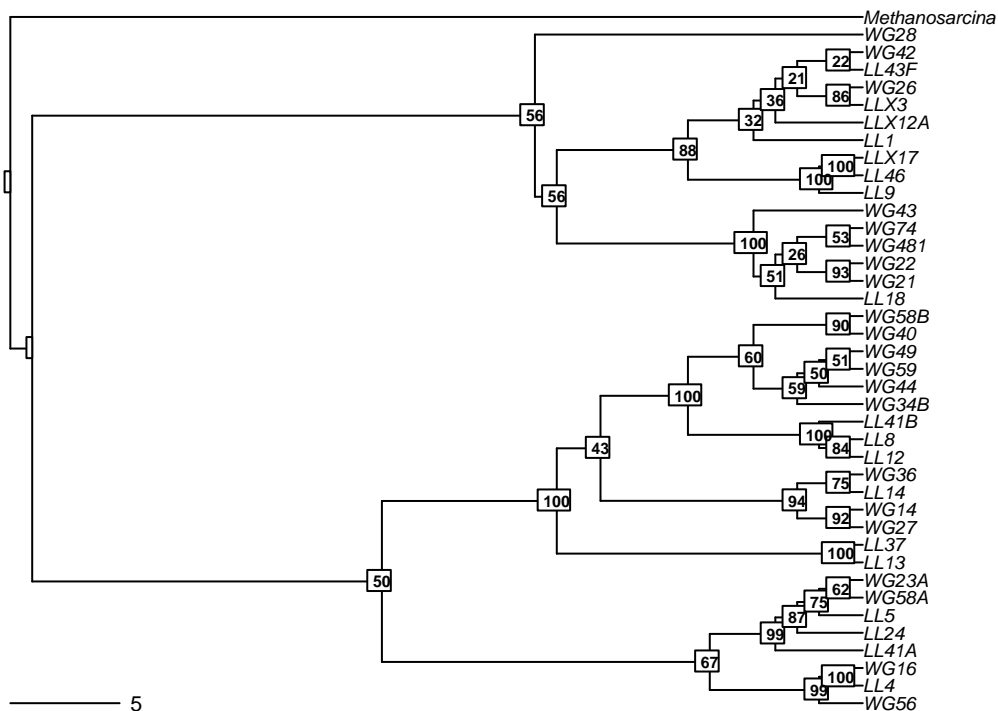 Methanosarcina
WG28
WG42
22
LL43F
21
WG26
36
86
LLX3
32
LLX12A
56
LL1
88
LLX17
100
LL46
100
LL9
56
WG43
WG74
53
100
WG481
26
WG22
51
93
WG21
LL18
WG58B
90
WG40
60
WG49
51
WG59
50
59
WG44
100
WG34B
LL41B
100
LL8
43
84
LL12
WG36
75
LL14
94
WG14
100
92
WG27
LL37
100
LL13
50
WG23A
62
WG58A
75
LL5
87
LL24
99
LL41A
67
WG16
100
LL4
99
WG56
5